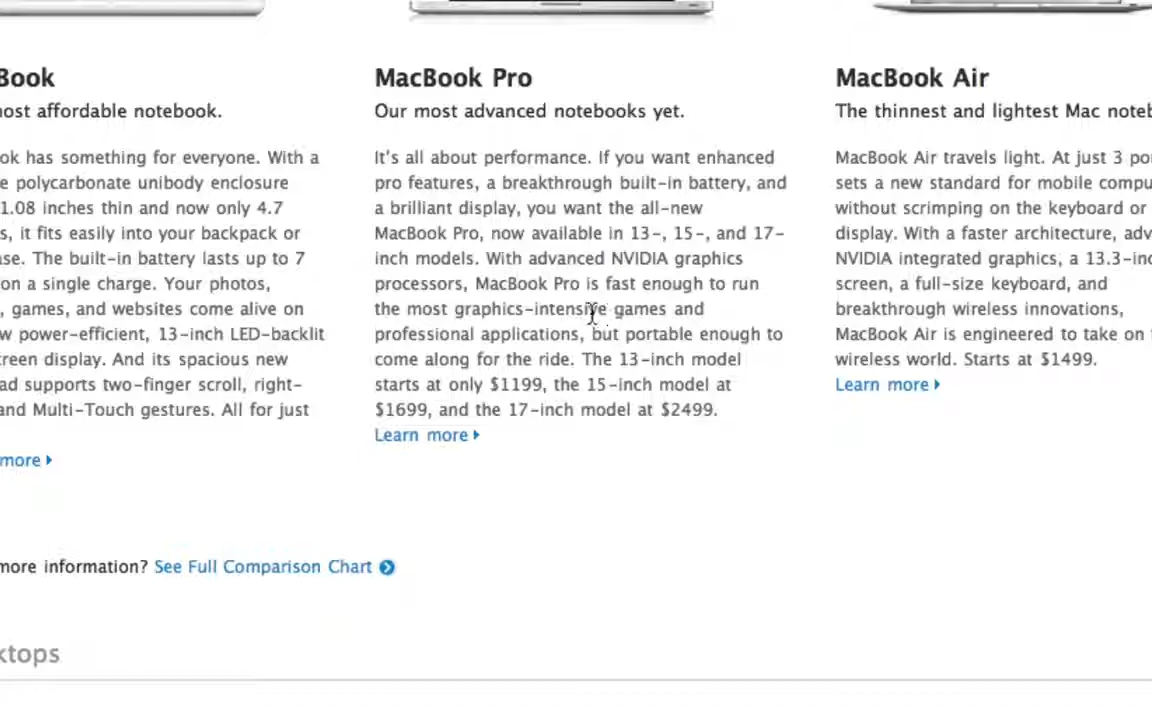 Book
most affordable notebook.
ok has something for everyone. With a
e polycarbonate unibody enclosure
1.08 inches thin and now only 4.7
s, it fits easily into your backpack or
ase. The built-in battery lasts up to 7
on a single charge. Your photos,
, games, and websites come alive on
w power-efficient, 13-inch LED-backlit
reen display. And its spacious new
ad supports two-finger scroll, right-
and Multi-Touch gestures. All for just
more
MacBook Pro
Our most advanced notebooks yet.
It's all about performance. If you want enhanced
pro features, a breakthrough built-in battery, and
a brilliant display, you want the all-new
MacBook Pro, now available in 13-, 15-, and 17-
inch models. With advanced NVIDIA graphics
processors, MacBook Pro is fast enough to run
the most graphics-intensive games and
professional applications, but portable enough to
come along for the ride. The 13-inch model
starts at only $1199, the 15-inch model at
$1699, and the 17-inch model at $2499.
Learn more
MacBook Air
The thinnest and lightest Mac noteb
MacBook Air travels light. At just 3 po
sets a new standard for mobile compu
without scrimping on the keyboard or
display. With a faster architecture, adv
NVIDIA integrated graphics, a 13.3-inc
screen, a full-size keyboard, and
breakthrough wireless innovations,
MacBook Air is engineered to take on
wireless world. Starts at $1499.
Learn more
more information? See Full Comparison Chart
ktops